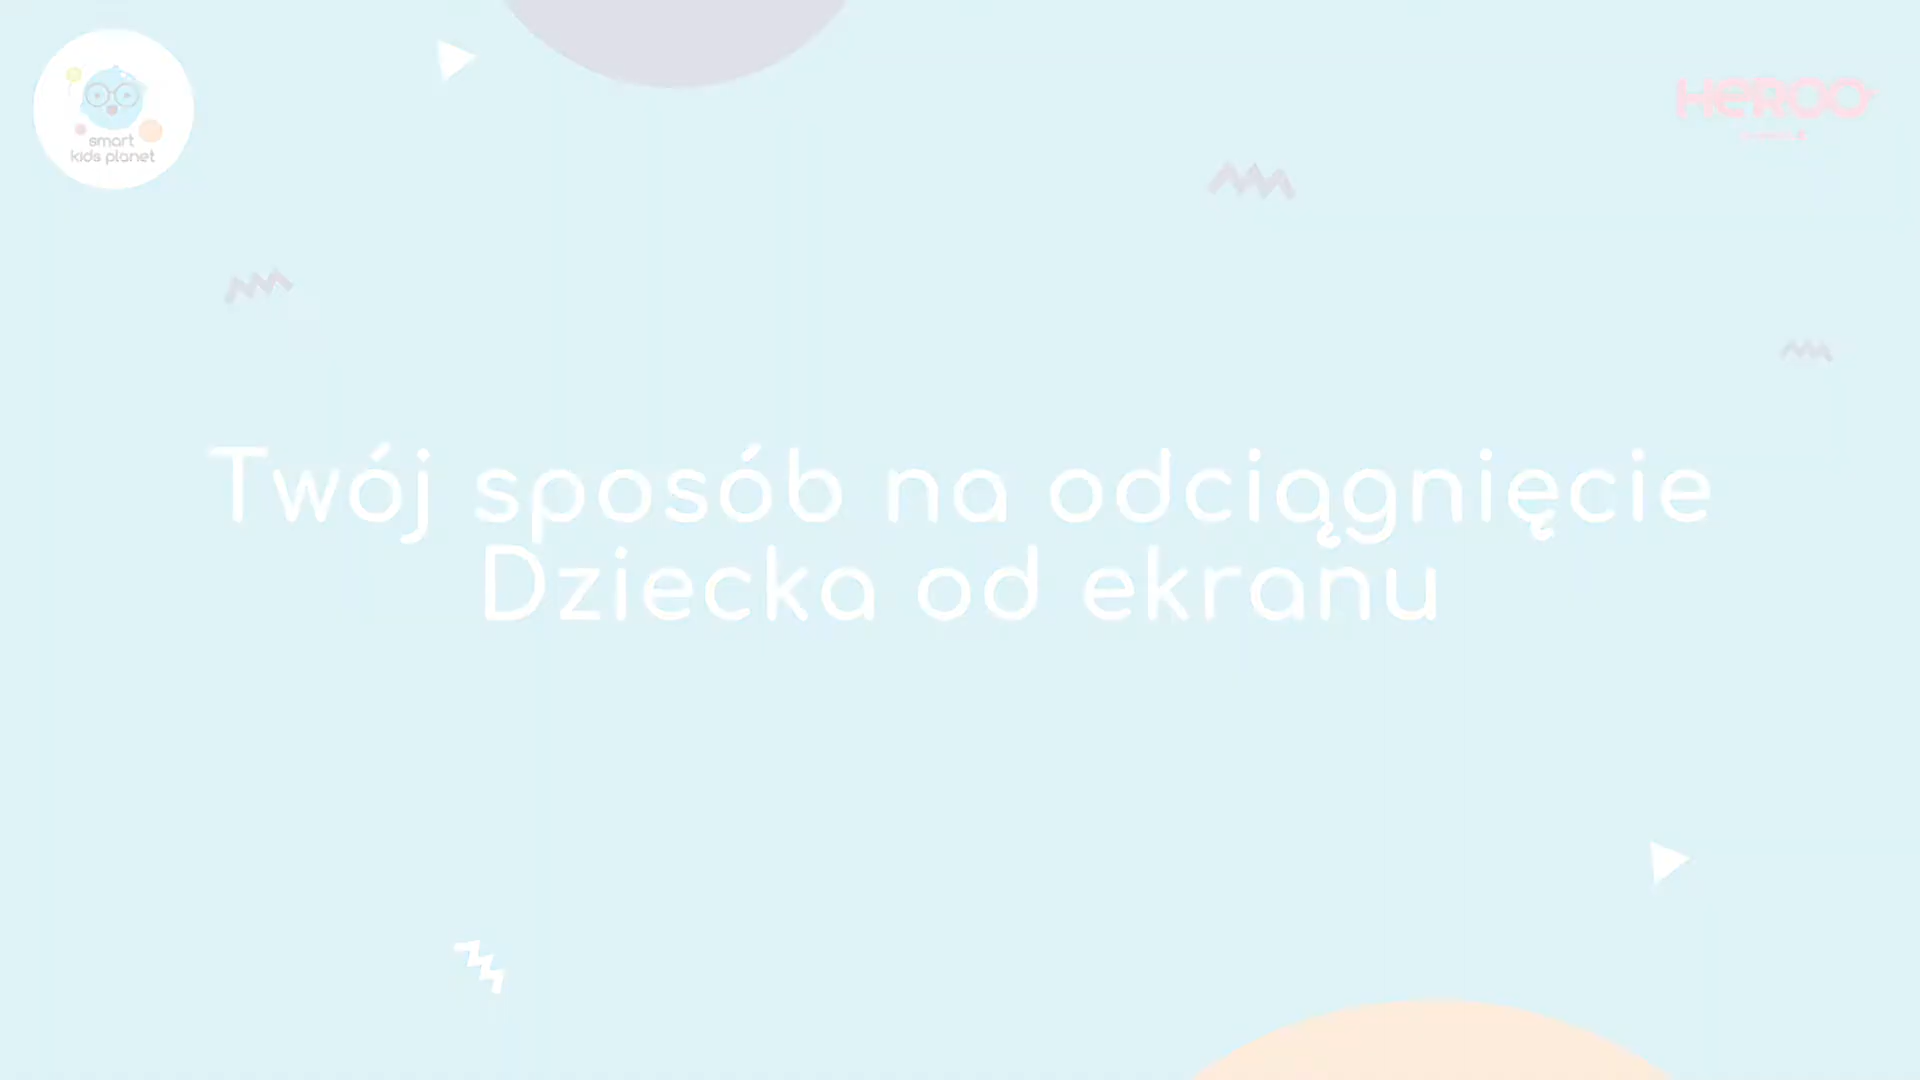 smart
kids planet
HEROO
Twój sposób na odciągnięcie
Dziecka od ekranu